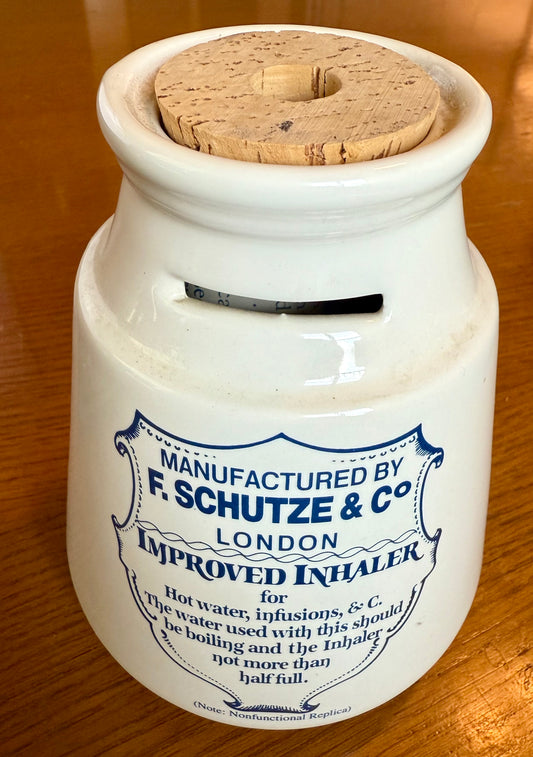 MANUFACTURED BY
F. SCHUTZE & Co
LONDON
IMPROVED INHALER
for
Hot water, infusions, & C.
The water used with this should
be boiling and the Inhaler
not more than
half full.
(Note: Nonfunctional Replica)